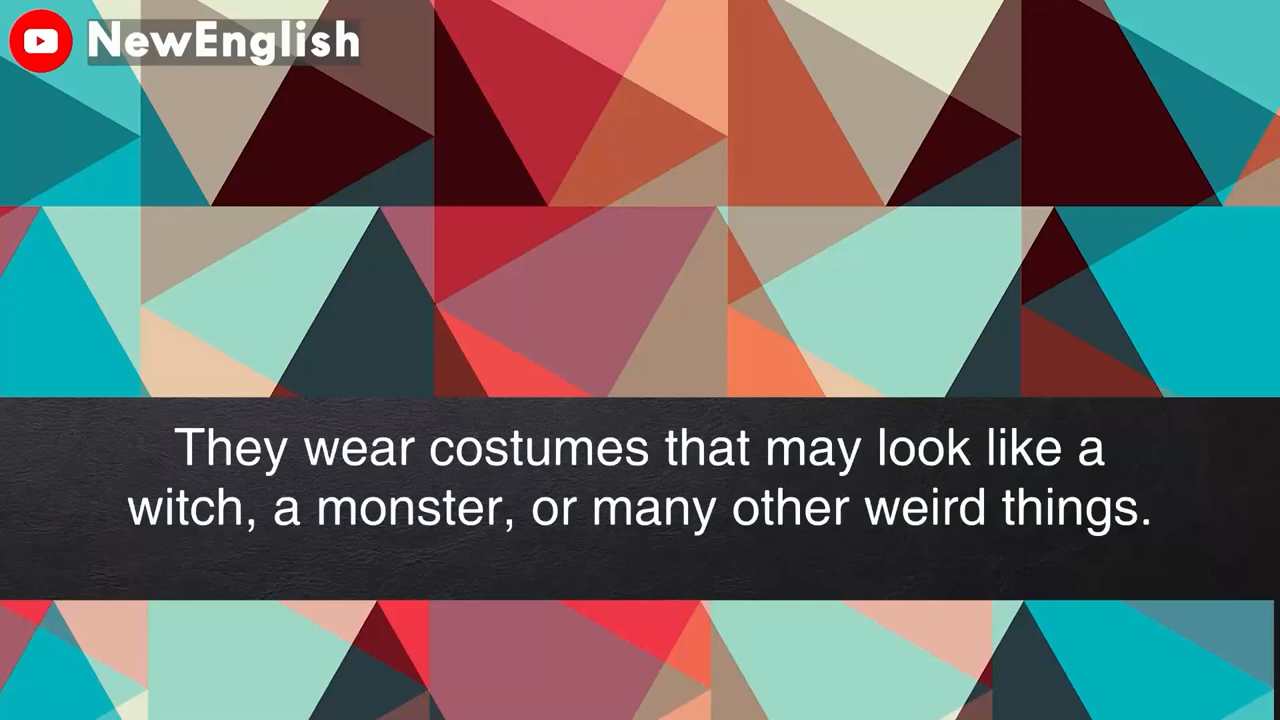 NewEnglish
They wear costumes that may look like a
witch, a monster, or many other weird things.